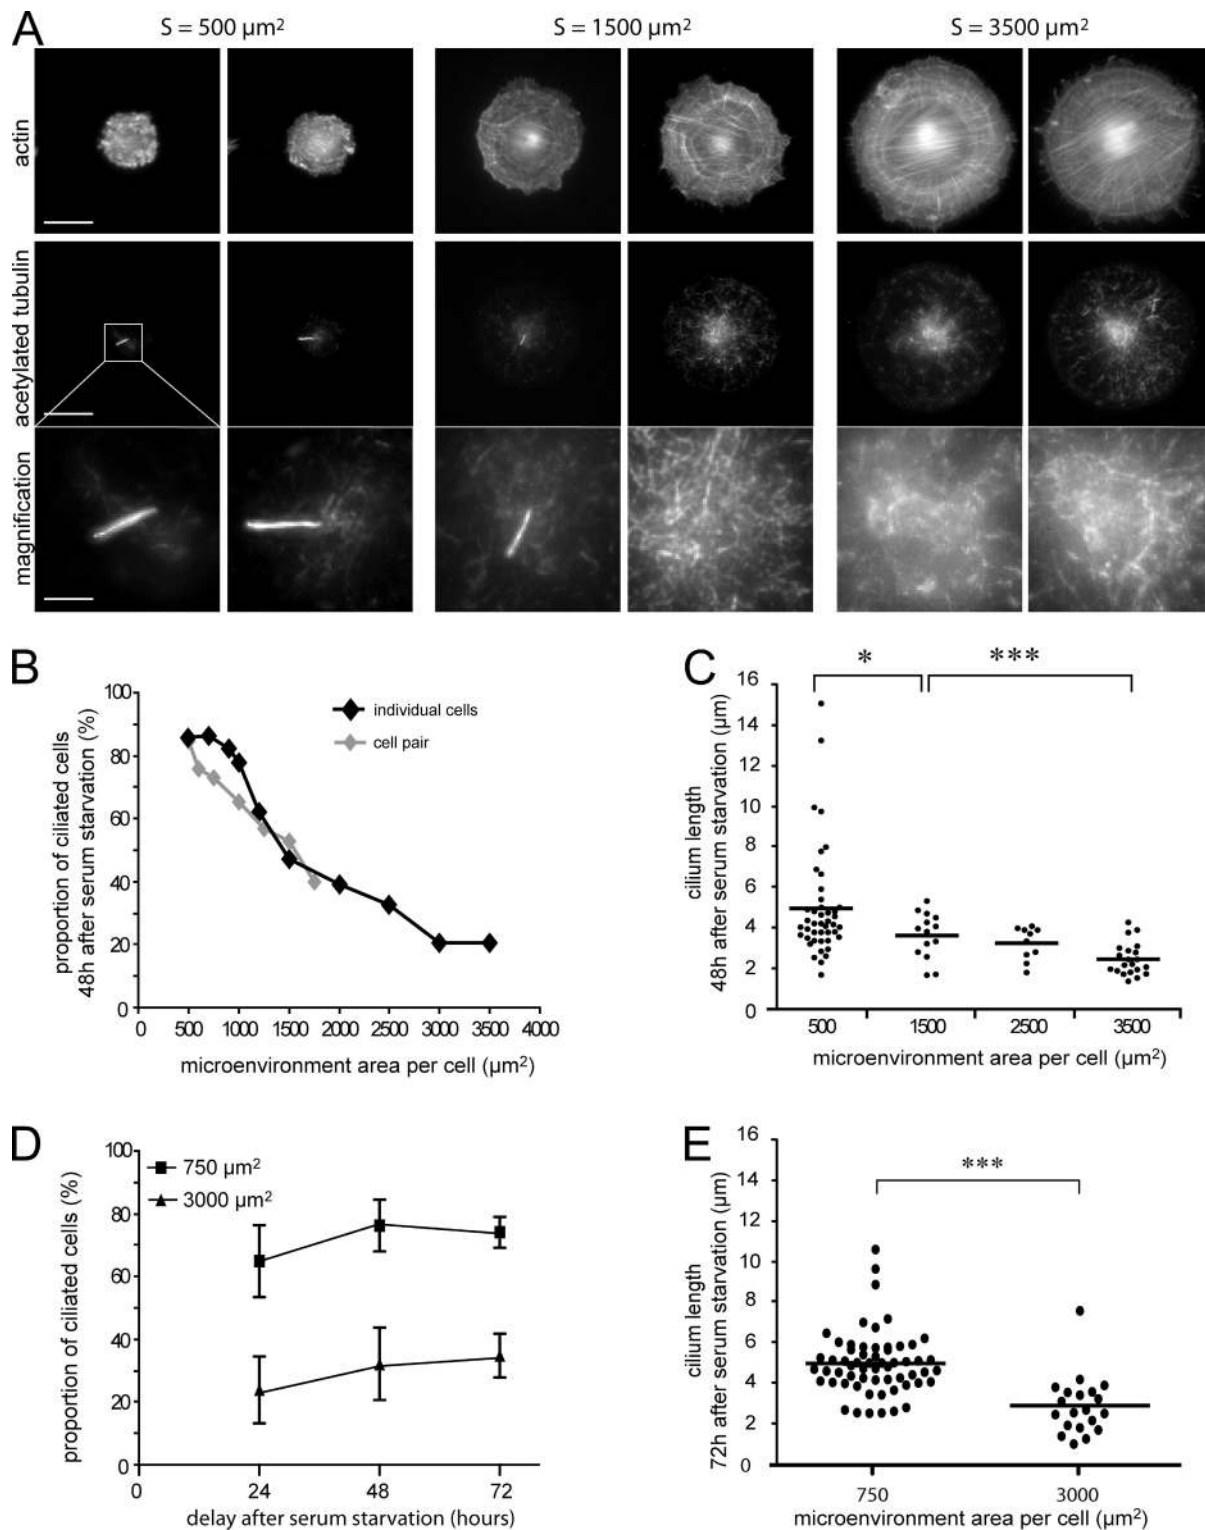 A
S = 500 µm²
S = 1500 µm²
S = 3500 µm²
actin
acetylated tubulin
magnification
B
proportion of ciliated cells
48h after serum starvation (%)
100
80
60
40
20
0
individual cells
cell pair
0 500 1000 1500 2000 2500 3000 3500 4000
microenvironment area per cell (µm²)
C
cilium length
48h after serum starvation (µm)
16
14
12
10
8
6
4
2
0
* ***
500 1500 2500 3500
microenvironment area per cell (µm²)
D
proportion of ciliated cells (%)
100
80
60
40
20
0
750 µm²
3000 µm²
0 24 48 72
delay after serum starvation (hours)
E
cilium length
72h after serum starvation (µm)
16
14
12
10
8
6
4
2
0
***
750 3000
microenvironment area per cell (µm²)